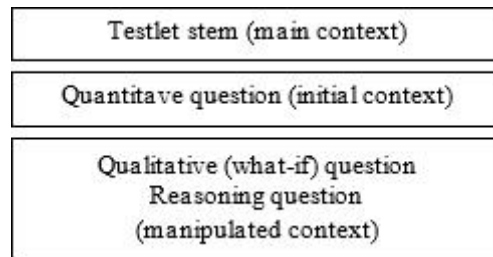 Testlet stem (main context)
Quantitave question (initial context)
Qualitative (what-if) question
Reasoning question
(manipulated context)